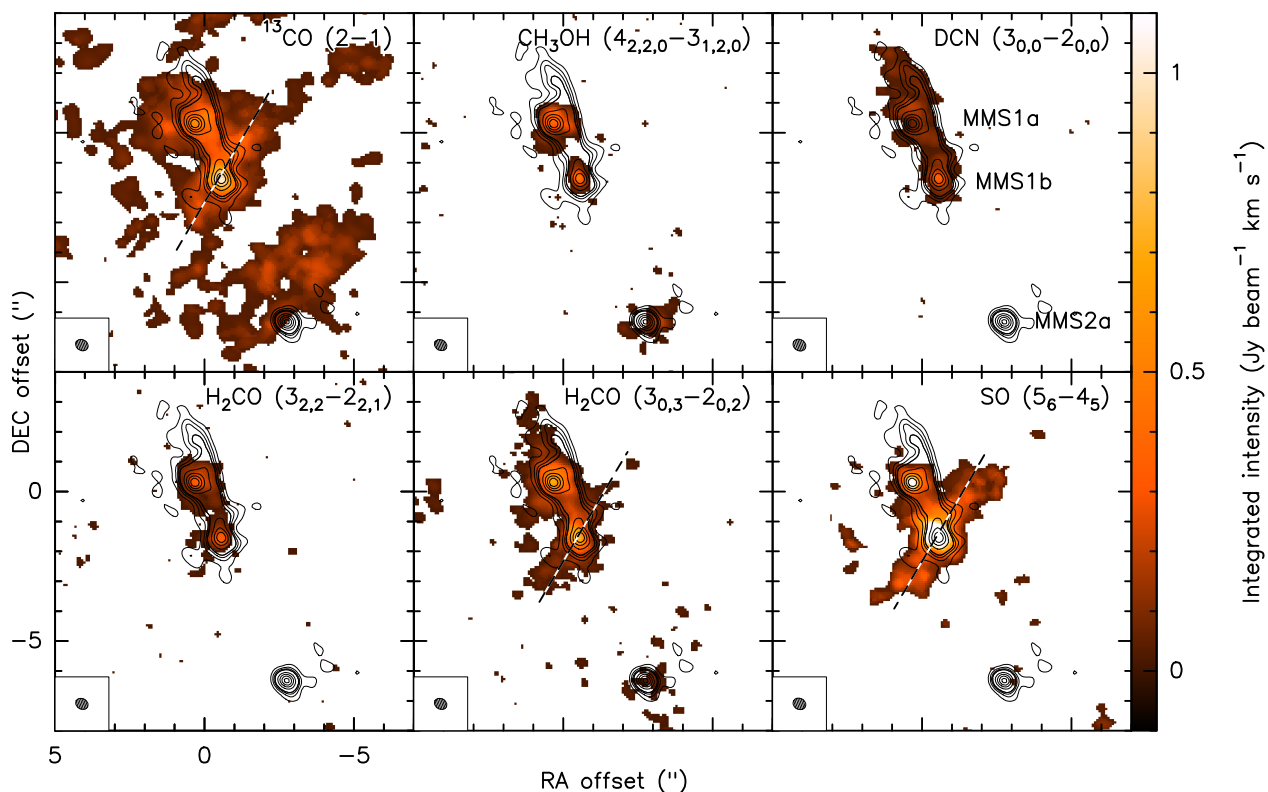 ¹³CO (2−1)
CH₃OH (4₂,₂,₀−3₁,₂,₀)
DCN (3₀,₀−2₀,₀)
MMS1a
MMS1b
MMS2a
H₂CO (3₂,₂−2₂,₁)
H₂CO (3₀,₃−2₀,₂)
SO (5₆−4₅)
DEC offset ('')
0
−5
5
0
−5
RA offset ('')
1
0.5
0
Integrated intensity (Jy beam⁻¹ km s⁻¹)